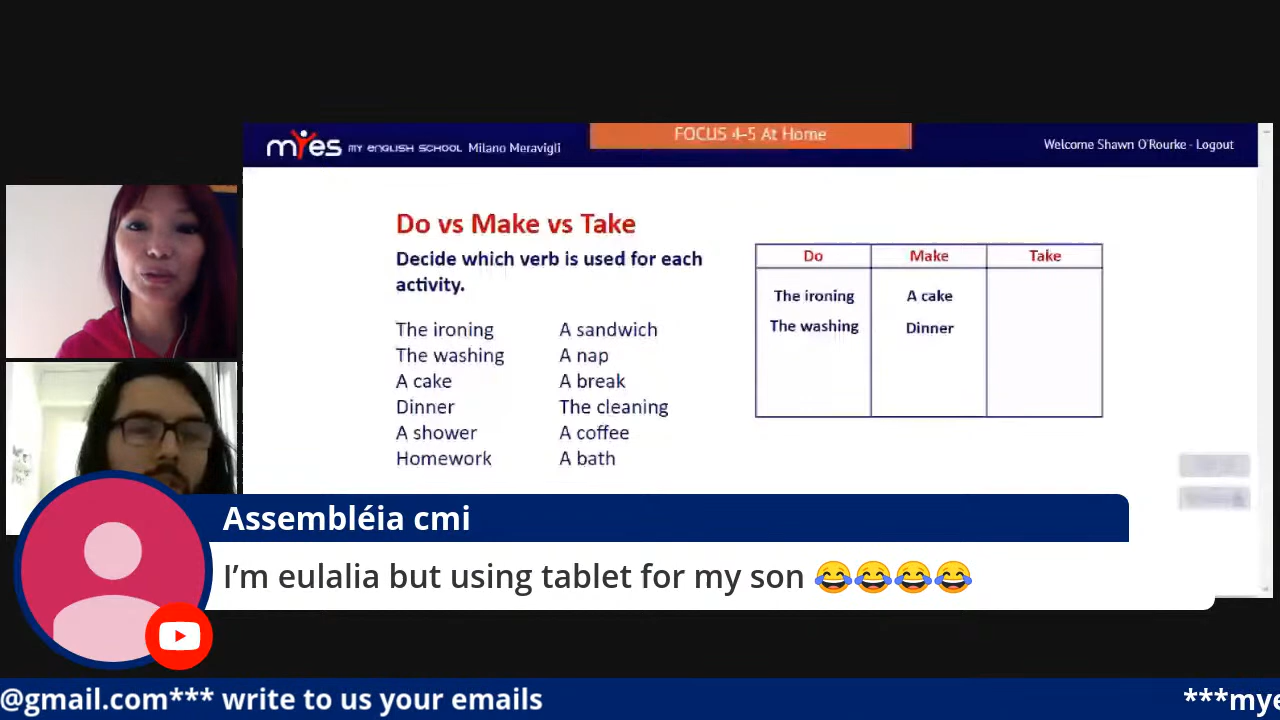 FOCUS 4-5 At Home
myes MY ENGLISH SCHOOL Milano Meravigli
Welcome Shawn O'Rourke - Logout
Do vs Make vs Take
Decide which verb is used for each
activity.
The ironing
The washing
A cake
Dinner
A shower
Homework
A sandwich
A nap
A break
The cleaning
A coffee
A bath
Do Make Take
The ironing A cake
The washing Dinner
Assembléia cmi
I'm eulalia but using tablet for my son 😂😂😂😂
@gmail.com*** write to us your emails ***mye